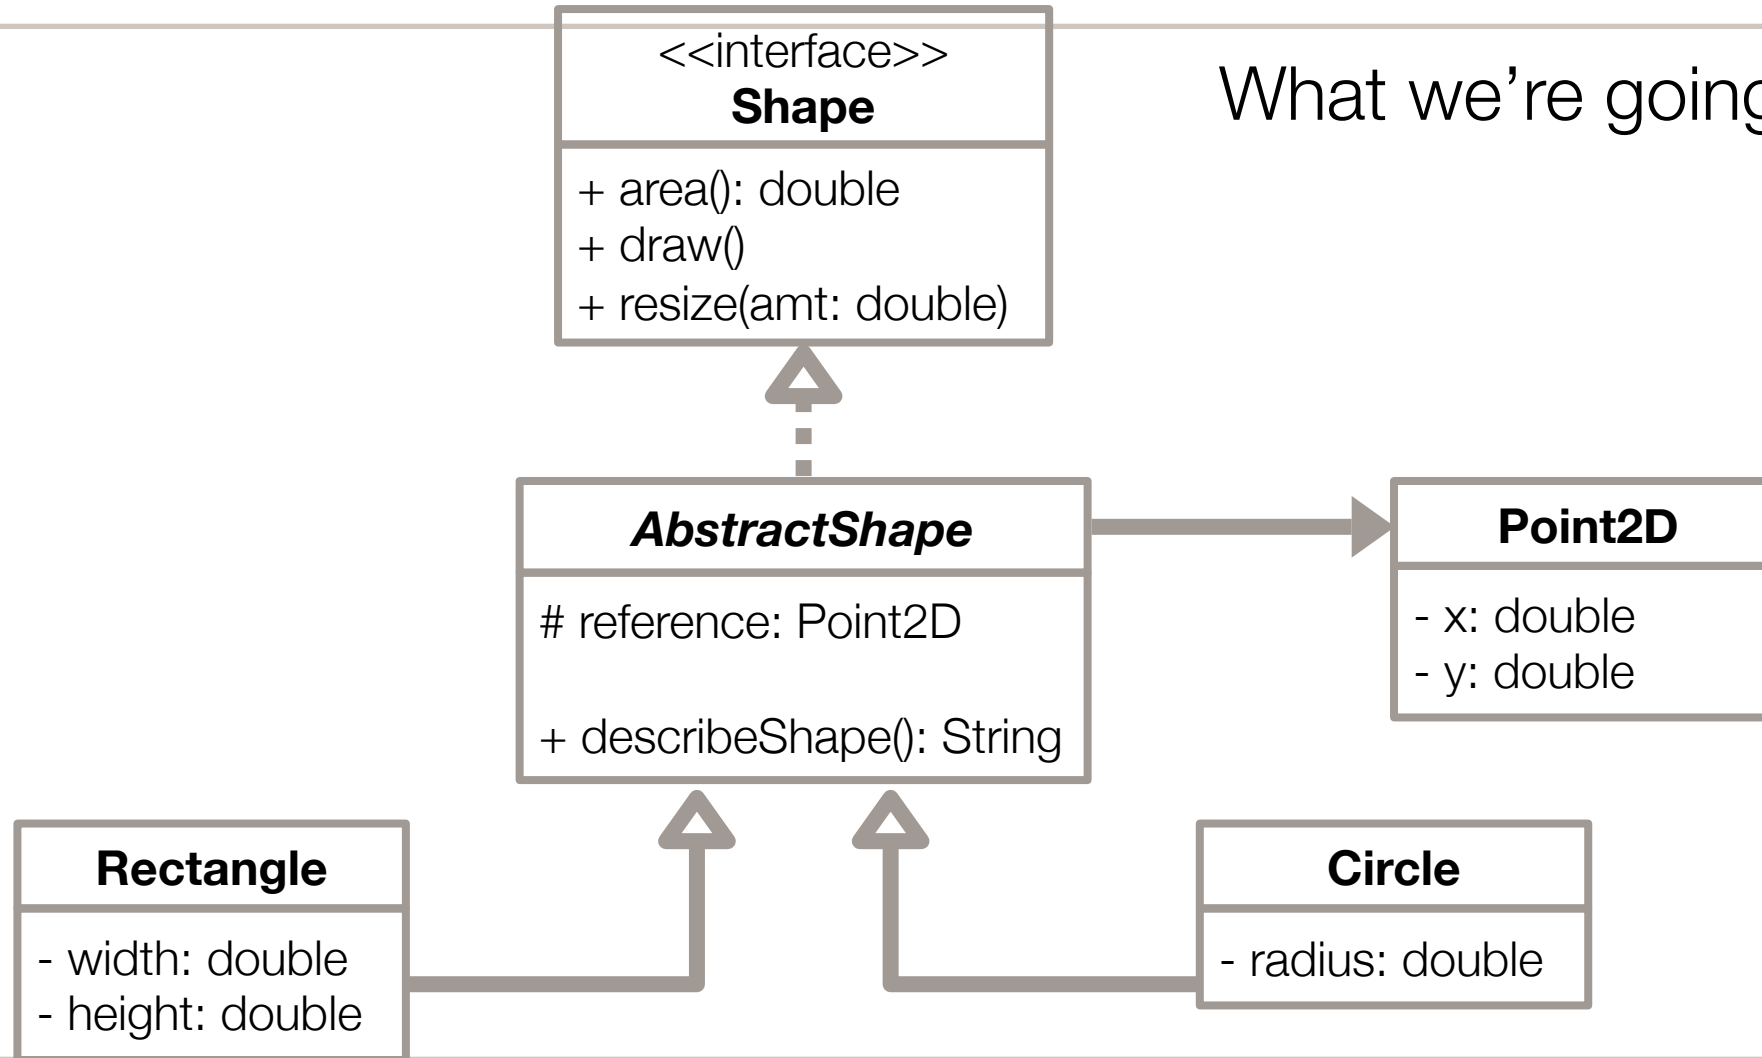 <<interface>>
Shape
+ area(): double
+ draw()
+ resize(amt: double)
What we’re going
AbstractShape
# reference: Point2D
+ describeShape(): String
Point2D
- x: double
- y: double
Rectangle
- width: double
- height: double
Circle
- radius: double